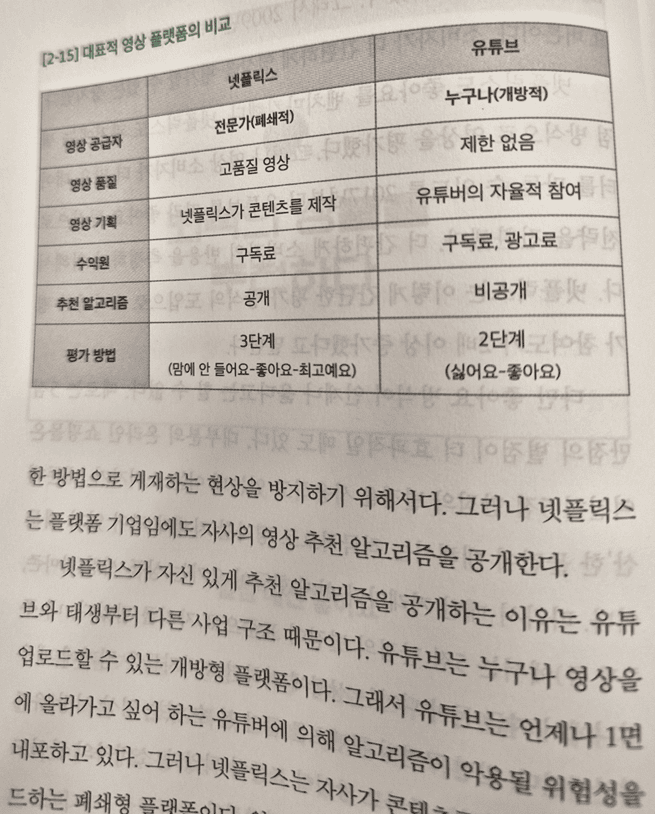 [2-15] 대표적 영상 플랫폼의 비교
넷플릭스 유튜브
영상 공급자 전문가(폐쇄적) 누구나(개방적)
영상 품질 고품질 영상 제한 없음
영상 기획 넷플릭스가 콘텐츠를 제작 유튜버의 자율적 참여
수익원 구독료 구독료, 광고료
추천 알고리즘 공개 비공개
평가 방법 3단계 2단계
(맘에 안 들어요-좋아요-최고예요) (싫어요-좋아요)
한 방법으로 게재하는 현상을 방지하기 위해서다. 그러나 넷플릭스
는 플랫폼 기업임에도 자사의 영상 추천 알고리즘을 공개한다.
넷플릭스가 자신 있게 추천 알고리즘을 공개하는 이유는 유튜
브와 태생부터 다른 사업 구조 때문이다. 유튜브는 누구나 영상을
업로드할 수 있는 개방형 플랫폼이다. 그래서 유튜브는 언제나 1면
에 올라가고 싶어 하는 유튜버에 의해 알고리즘이 악용될 위험성을
내포하고 있다. 그러나 넷플릭스는 자사가
드하는 폐쇄형 플랫폼이다.